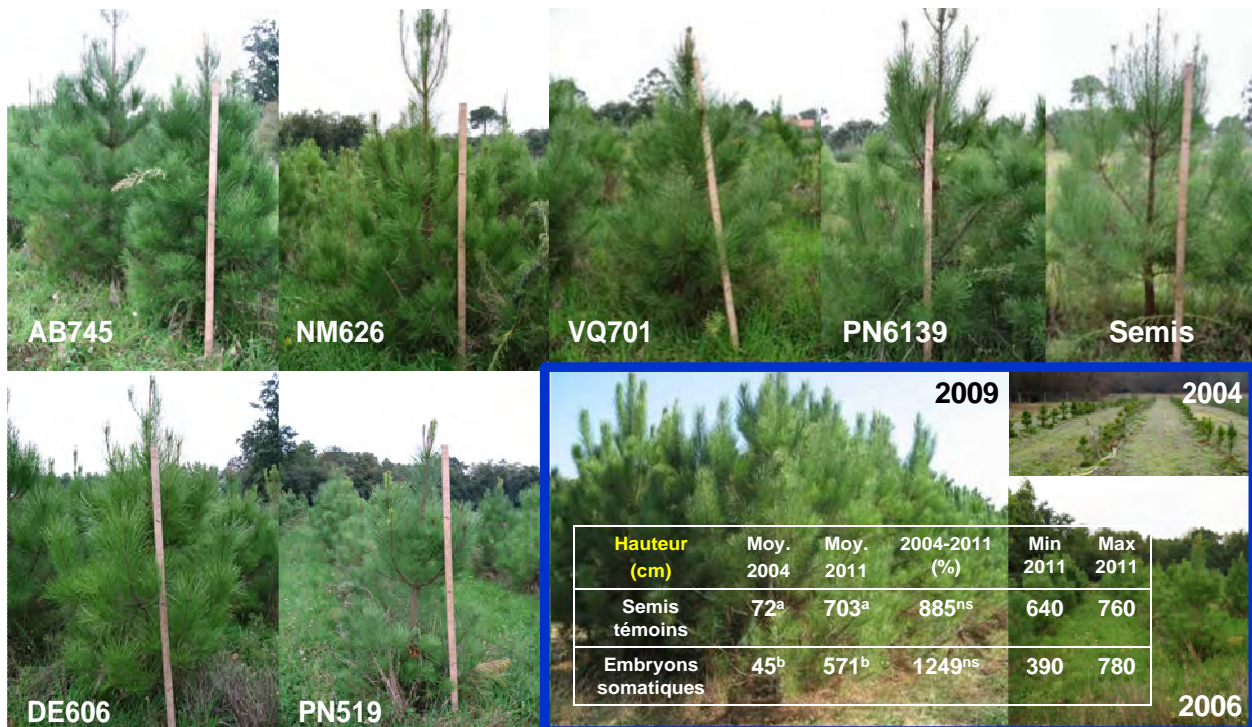 AB745
NM626
VQ701
PN6139
Semis
DE606
PN519
2009
2004
Hauteur (cm) Moy. 2004 Moy. 2011 2004-2011 (%) Min 2011 Max 2011
Semis témoins 72ᵃ 703ᵃ 885ⁿˢ 640 760
Embryons somatiques 45ᵇ 571ᵇ 1249ⁿˢ 390 780
2006